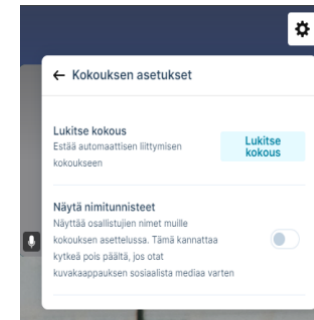 ← Kokouksen asetukset
Lukitse kokous
Estää automaattisen liittymisen
kokoukseen
Lukitse
kokous
Näytä nimitunnisteet
Näyttää osallistujien nimet muille
kokouksen asettelussa. Tämä kannattaa
kytkeä pois päältä, jos otat
kuvakaappauksen sosiaalista mediaa varten